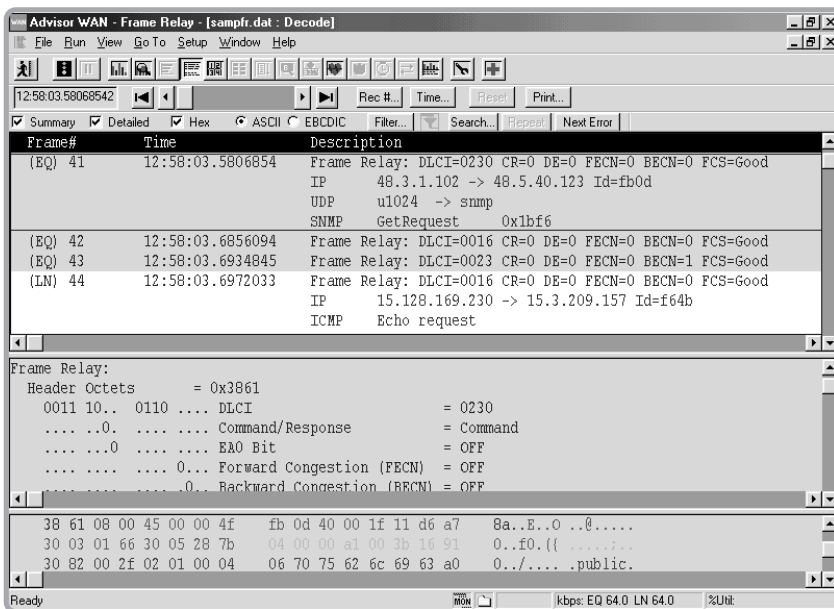 Advisor WAN - Frame Relay - [sampfr.dat : Decode]
File Run View Go To Setup Window Help
12:58:03.58068542 Rec #... Time... Reset Print...
Summary Detailed Hex ASCII EBCDIC Filter... Search... Repeat Next Error
Frame# Time Description
(EQ) 41 12:58:03.5806854 Frame Relay: DLCI=0230 CR=0 DE=0 FECN=0 BECN=0 FCS=Good
IP 48.3.1.102 -> 48.5.40.123 Id=fb0d
UDP u1024 -> snmp
SNMP GetRequest 0x1bf6
(EQ) 42 12:58:03.6856094 Frame Relay: DLCI=0016 CR=0 DE=0 FECN=0 BECN=0 FCS=Good
(EQ) 43 12:58:03.6934845 Frame Relay: DLCI=0023 CR=0 DE=0 FECN=0 BECN=1 FCS=Good
(LN) 44 12:58:03.6972033 Frame Relay: DLCI=0016 CR=0 DE=0 FECN=0 BECN=0 FCS=Good
IP 15.128.169.230 -> 15.3.209.157 Id=f64b
ICMP Echo request
Frame Relay:
Header Octets = 0x3861
0011 10.. 0110 .... DLCI = 0230
.... ..0. .... .... Command/Response = Command
.... ...0 .... .... EA0 Bit = OFF
.... .... .... 0... Forward Congestion (FECN) = OFF
.... .... .... .0.. Backward Congestion (BECN) = OFF
38 61 08 00 45 00 00 4f fb 0d 40 00 1f 11 d6 a7 8a..E..O ..@.....
30 03 01 66 30 05 28 7b 04 00 00 a1 00 3b 16 91 0..f0.({ .....;..
30 82 00 2f 02 01 00 04 06 70 75 62 6c 69 63 a0 0../.... .public.
Ready MON kbps: EQ 64.0 LN 64.0 %Util: